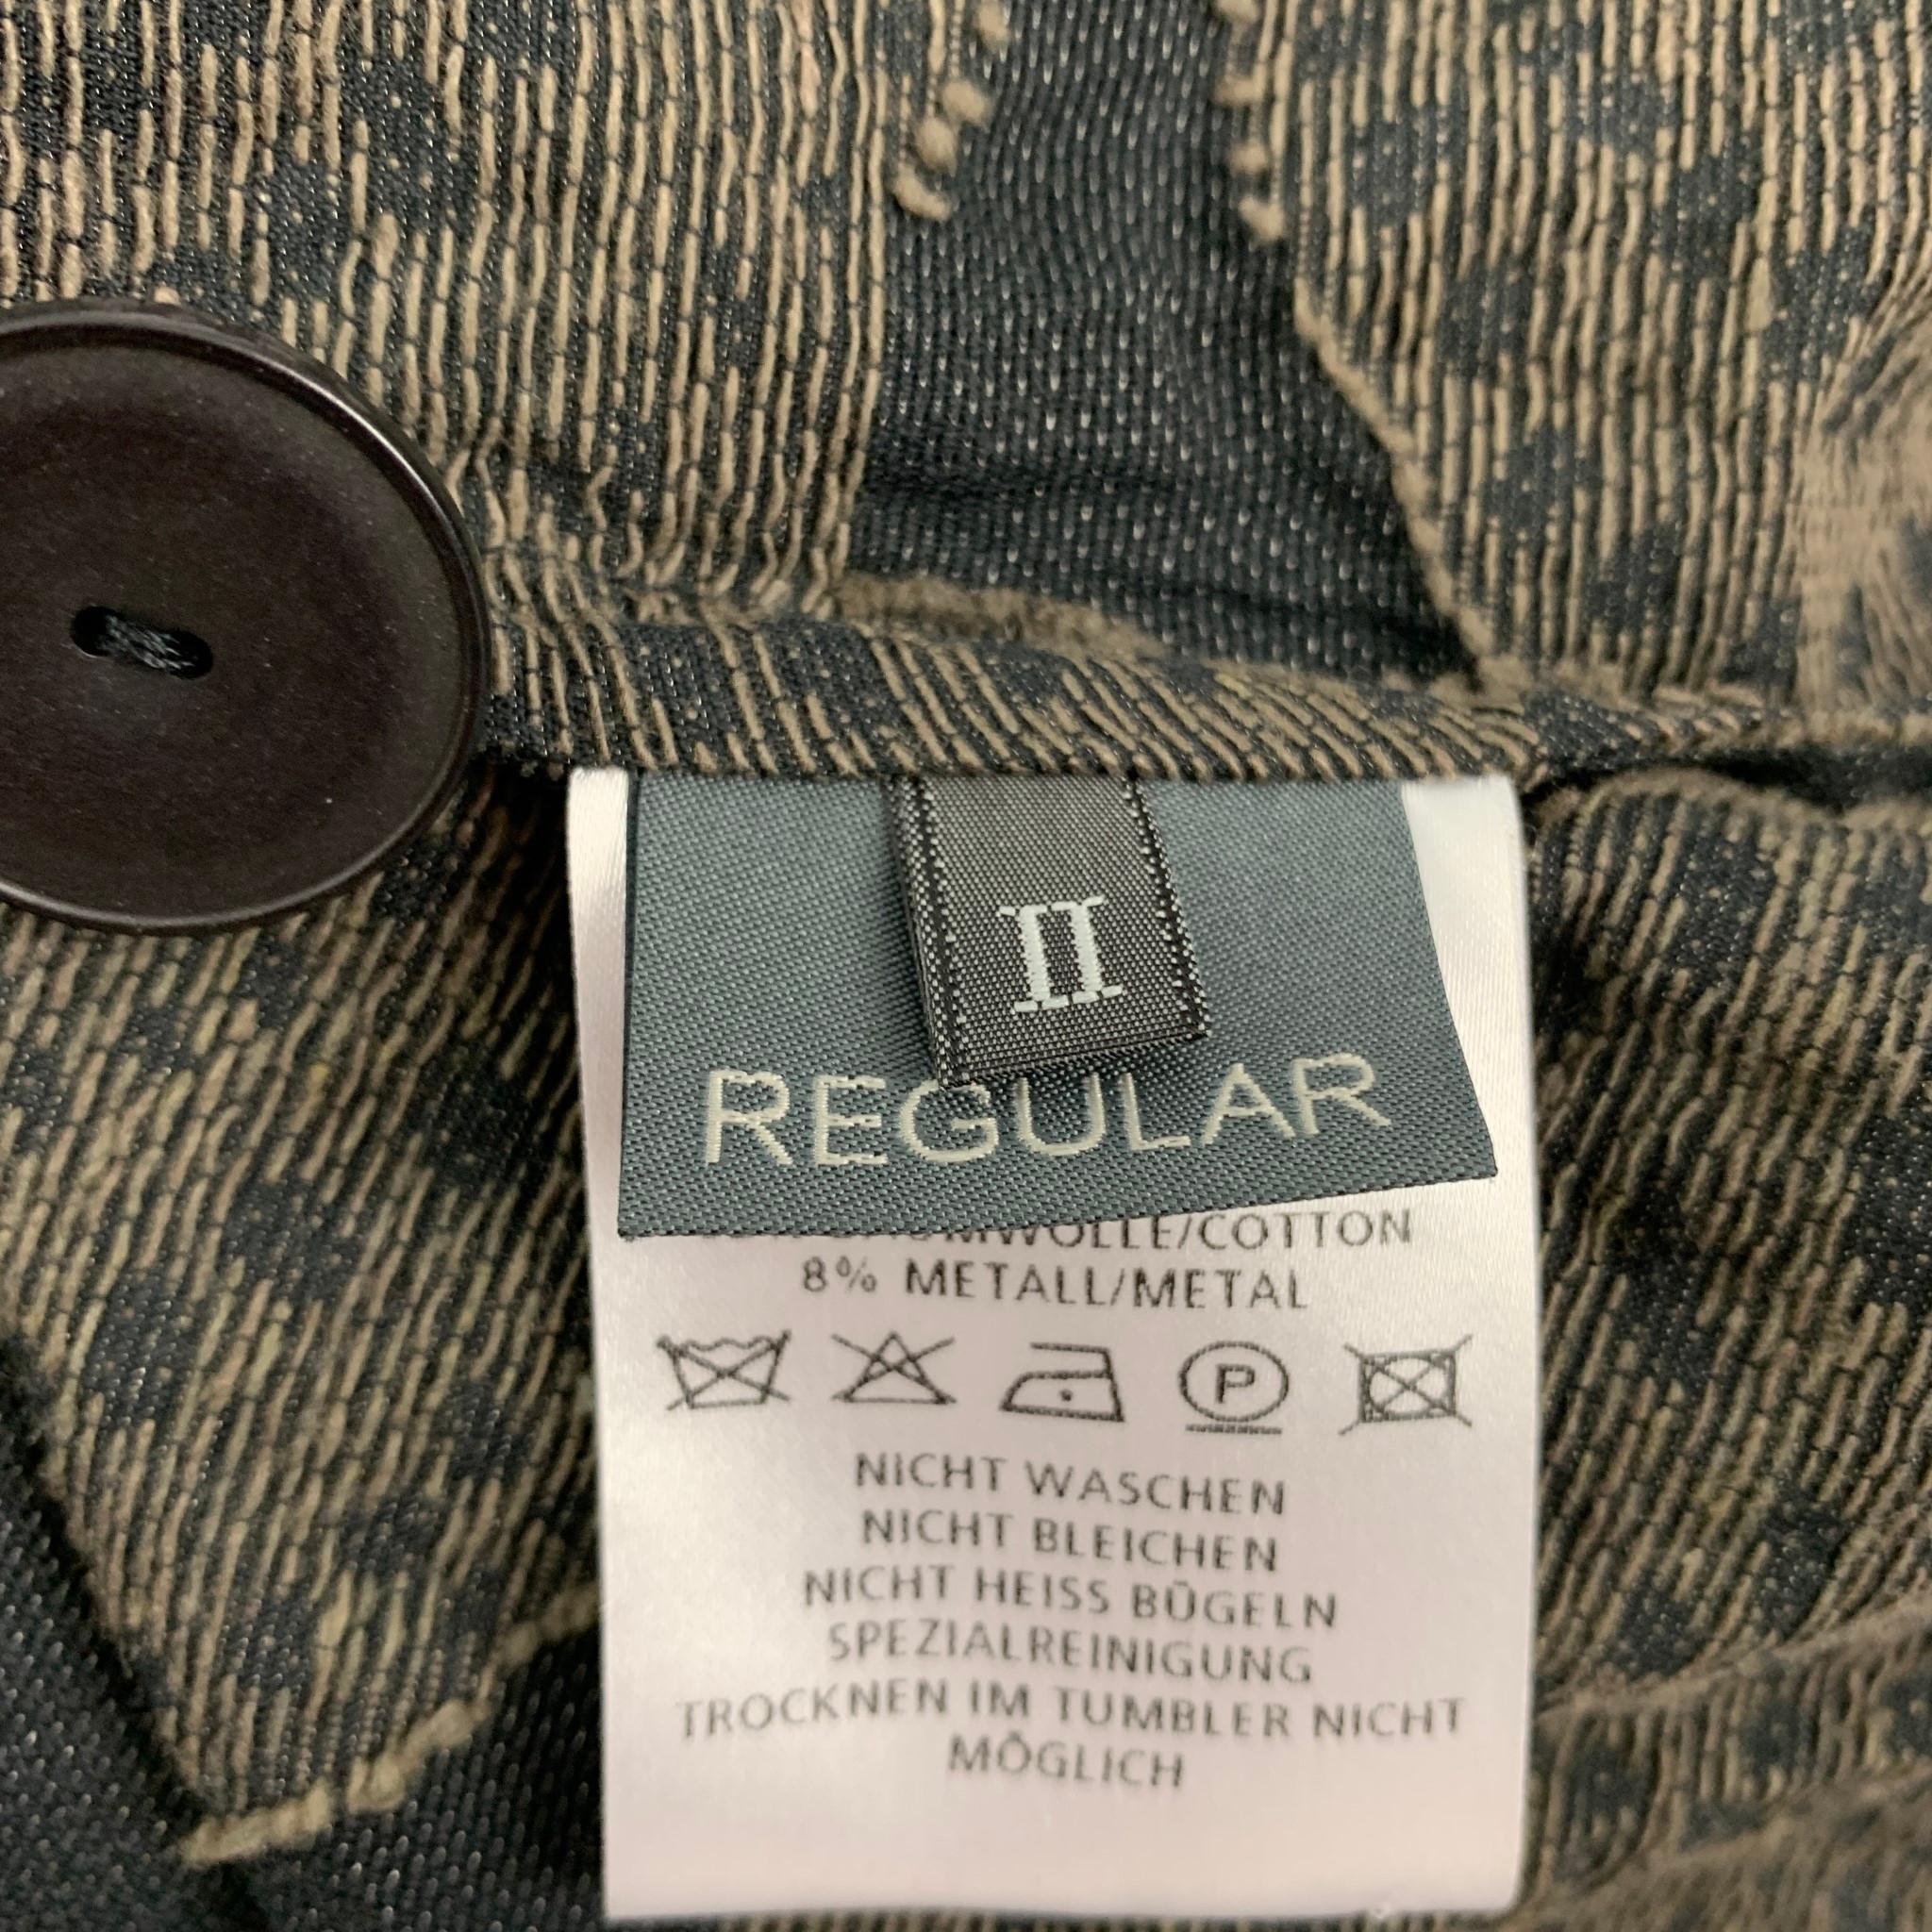 II
REGULAR
8% METALL/METAL
P
NICHT WASCHEN
NICHT BLEICHEN
NICHT HEISS BÜGELN
SPEZIALREINIGUNG
TROCKNEN IM TUMBLER NICHT
MÖGLICH